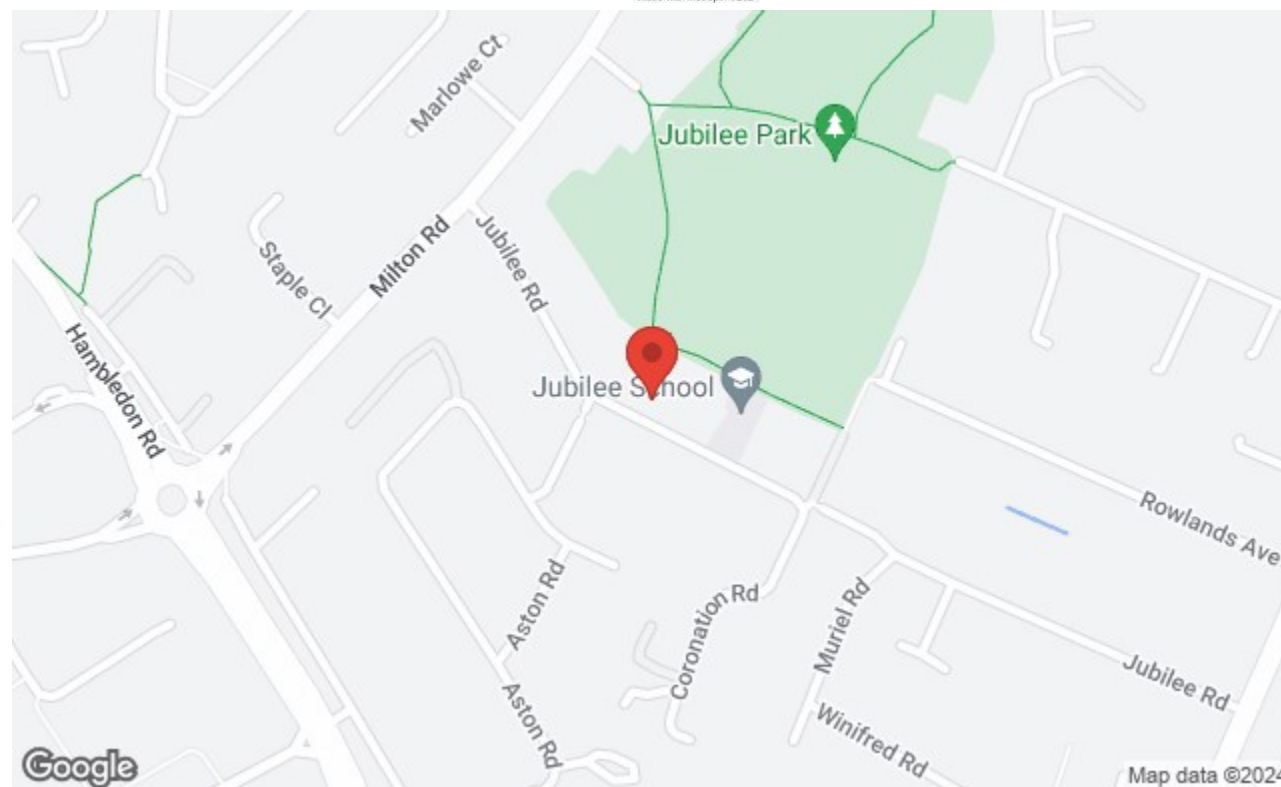 Marlowe Ct
Jubilee Park
Jubilee Rd
Milton Rd
Staple Cl
Hambledon Rd
Jubilee School
Rowlands Ave
Aston Rd
Coronation Rd
Muriel Rd
Jubilee Rd
Aston Rd
Winifred Rd
Google
Map data ©2024